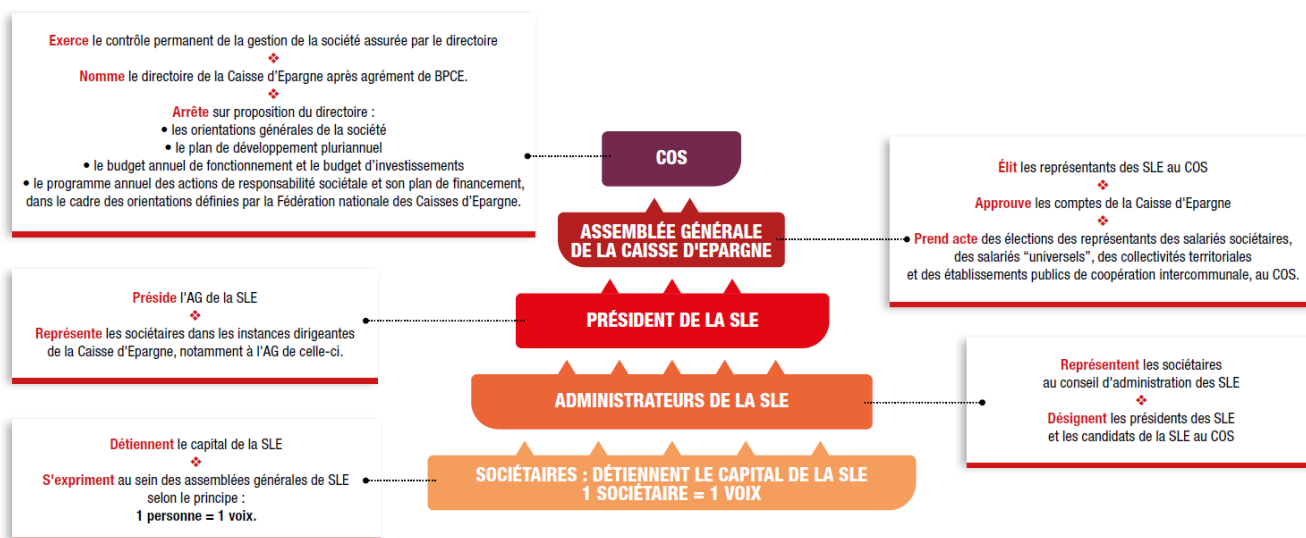 Exerce le contrôle permanent de la gestion de la société assurée par le directoire
❖
Nomme le directoire de la Caisse d'Epargne après agrément de BPCE.
❖
Arrête sur proposition du directoire :
• les orientations générales de la société
• le plan de développement pluriannuel
• le budget annuel de fonctionnement et le budget d'investissements
• le programme annuel des actions de responsabilité sociétale et son plan de financement,
dans le cadre des orientations définies par la Fédération nationale des Caisses d'Epargne.
COS
Élit les représentants des SLE au COS
❖
Approuve les comptes de la Caisse d'Epargne
❖
Prend acte des élections des représentants des salariés sociétaires,
des salariés “universels”, des collectivités territoriales
et des établissements publics de coopération intercommunale, au COS.
ASSEMBLÉE GÉNÉRALE
DE LA CAISSE D'EPARGNE
Préside l'AG de la SLE
❖
Représente les sociétaires dans les instances dirigeantes
de la Caisse d'Epargne, notamment à l'AG de celle-ci.
PRÉSIDENT DE LA SLE
Représentent les sociétaires
au conseil d'administration des SLE
❖
Désignent les présidents des SLE
et les candidats de la SLE au COS
ADMINISTRATEURS DE LA SLE
Détiennent le capital de la SLE
❖
S'expriment au sein des assemblées générales de SLE
selon le principe :
1 personne = 1 voix.
SOCIÉTAIRES : DÉTIENNENT LE CAPITAL DE LA SLE
1 SOCIÉTAIRE = 1 VOIX